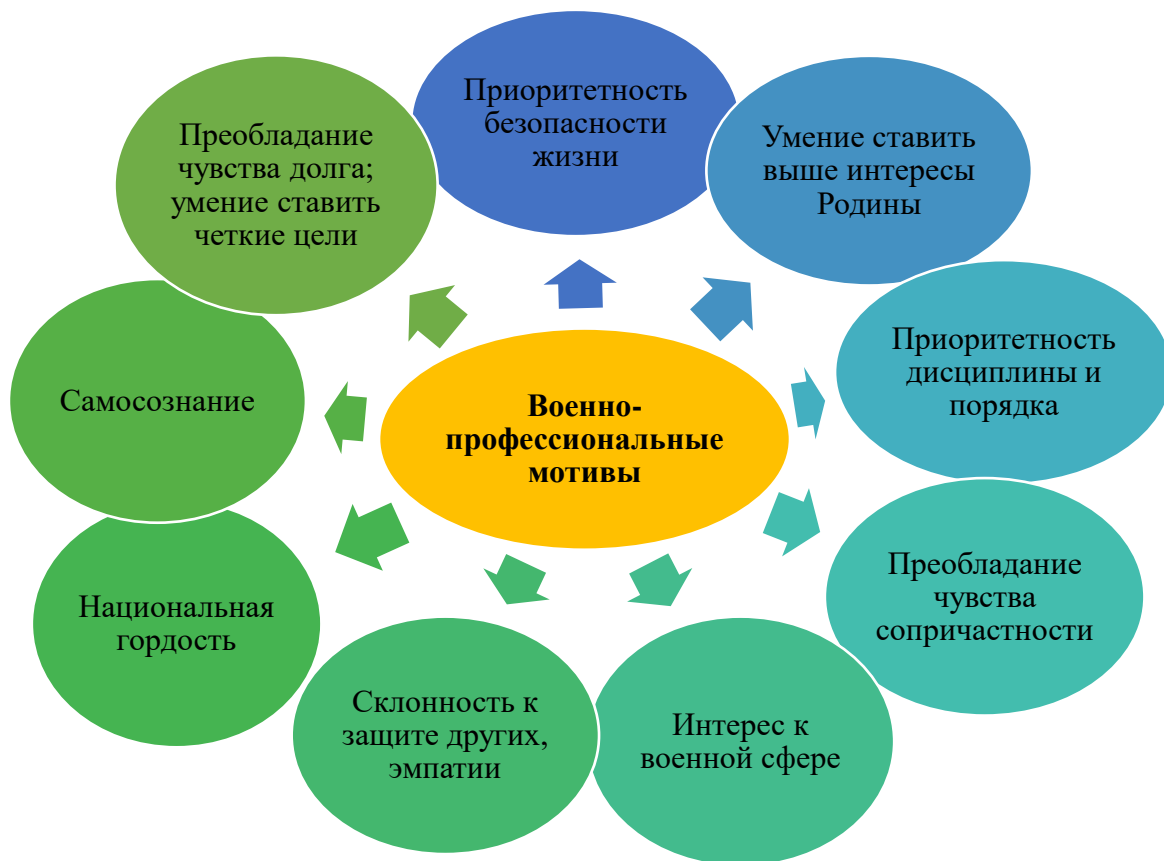 Приоритетность
безопасности
жизни
Умение ставить
выше интересы
Родины
Приоритетность
дисциплины и
порядка
Преобладание
чувства
сопричастности
Интерес к
военной сфере
Склонность к
защите других,
эмпатии
Национальная
гордость
Самосознание
Преобладание
чувства долга;
умение ставить
четкие цели
Военно-
профессиональные
мотивы